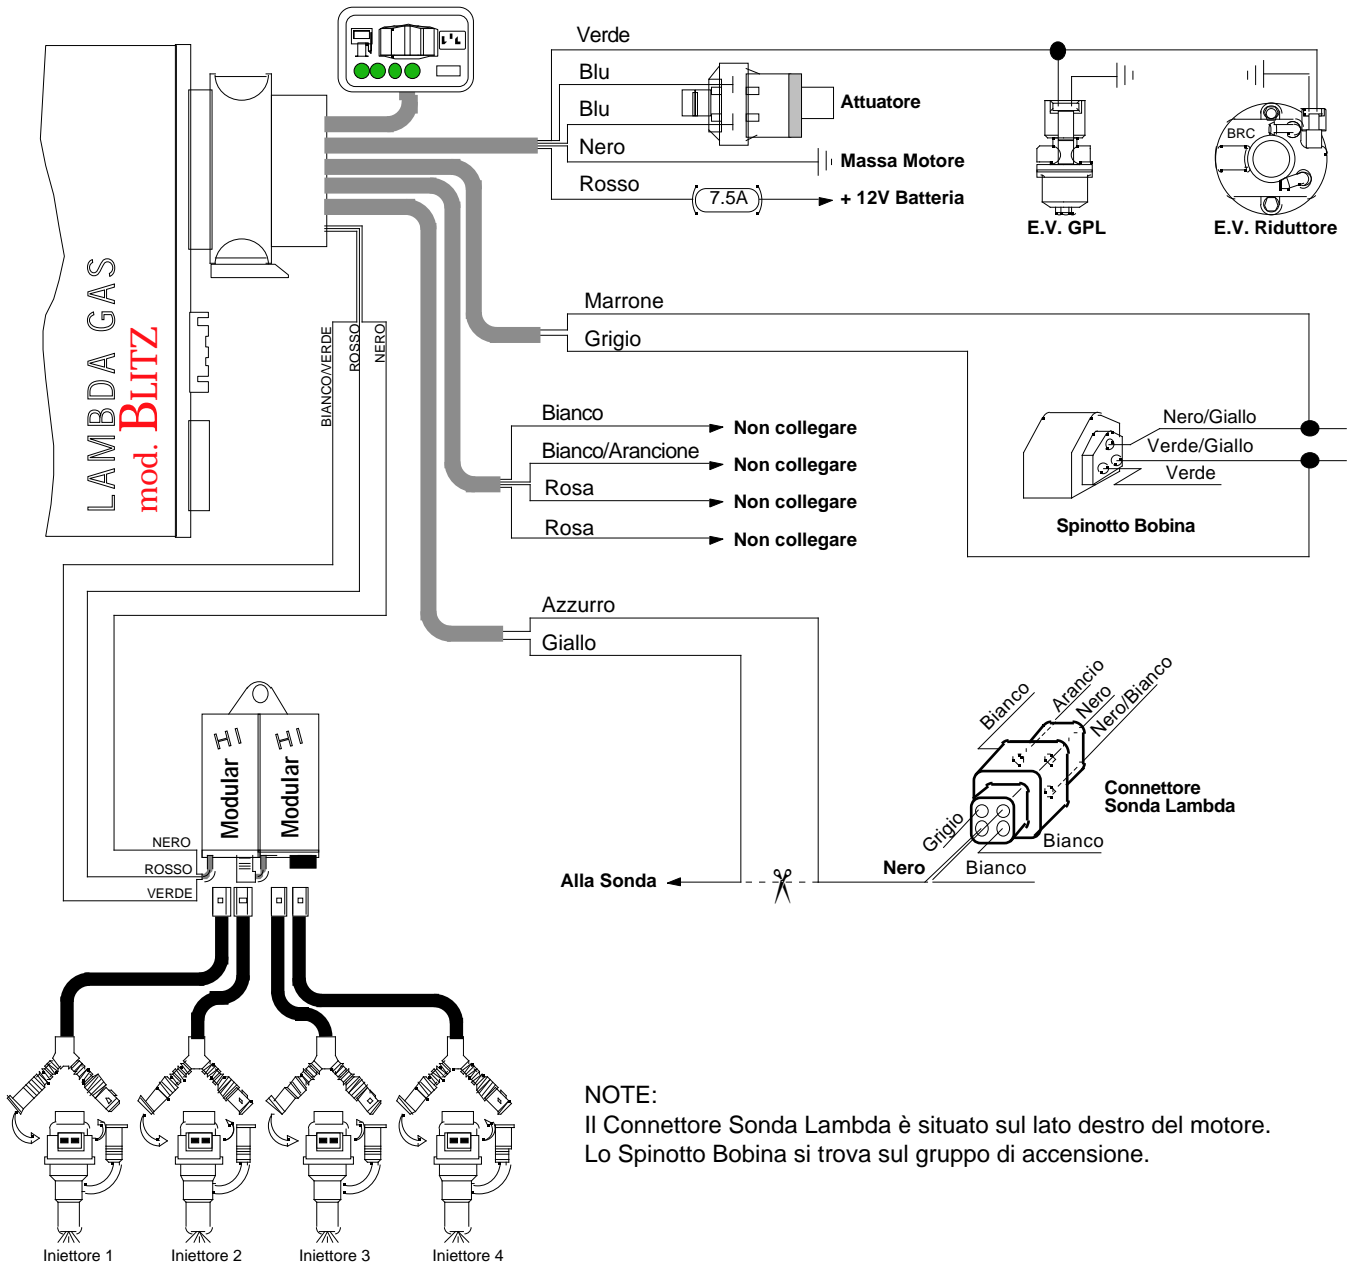 Verde
Blu
Blu
Attuatore
Nero
Massa Motore
Rosso
7.5A
+ 12V Batteria
BRC
E.V. GPL
E.V. Riduttore
LAMBDA GAS
mod. BLITZ
BIANCO/VERDE
ROSSO
NERO
Marrone
Grigio
Bianco
Non collegare
Bianco/Arancione
Non collegare
Rosa
Non collegare
Rosa
Non collegare
Nero/Giallo
Verde/Giallo
Verde
Spinotto Bobina
Azzurro
Giallo
Bianco
Arancio
Nero
Nero/Bianco
Connettore
Sonda Lambda
Grigio
Bianco
Nero
Bianco
Alla Sonda
Modular HI
Modular HI
NERO
ROSSO
VERDE
NOTE:
Il Connettore Sonda Lambda è situato sul lato destro del motore.
Lo Spinotto Bobina si trova sul gruppo di accensione.
Iniettore 1
Iniettore 2
Iniettore 3
Iniettore 4